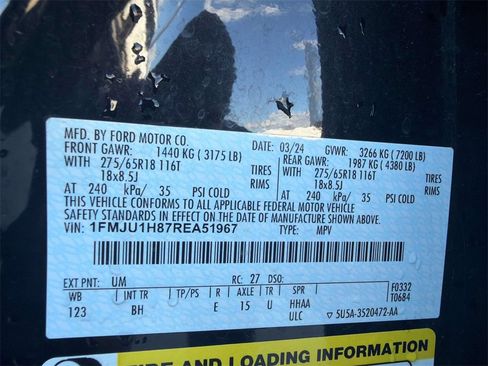 MFD. BY FORD MOTOR CO. DATE: 03/24 GVWR: 3266 KG ( 7200 LB)
FRONT GAWR: 1440 KG ( 3175 LB) REAR GAWR: 1987 KG ( 4380 LB)
WITH 275/65R18 116T TIRES WITH 275/65R18 116T TIRES
18x8.5J RIMS 18x8.5J RIMS
AT 240 kPa/ 35 PSI COLD AT 240 kPa/ 35 PSI COLD
THIS VEHICLE CONFORMS TO ALL APPLICABLE FEDERAL MOTOR VEHICLE
SAFETY STANDARDS IN EFFECT ON THE DATE OF MANUFACTURE SHOWN ABOVE.
VIN: 1FMJU1H87REA51967 TYPE: MPV
EXT PNT: UM RC: 27 DSO: F0332
WB INT TR TP/PS R AXLE TR SPR T0684
123 BH E 15 U HHAA
ULC 5U5A-3520472-AA
TIRE AND LOADING INFORMATION